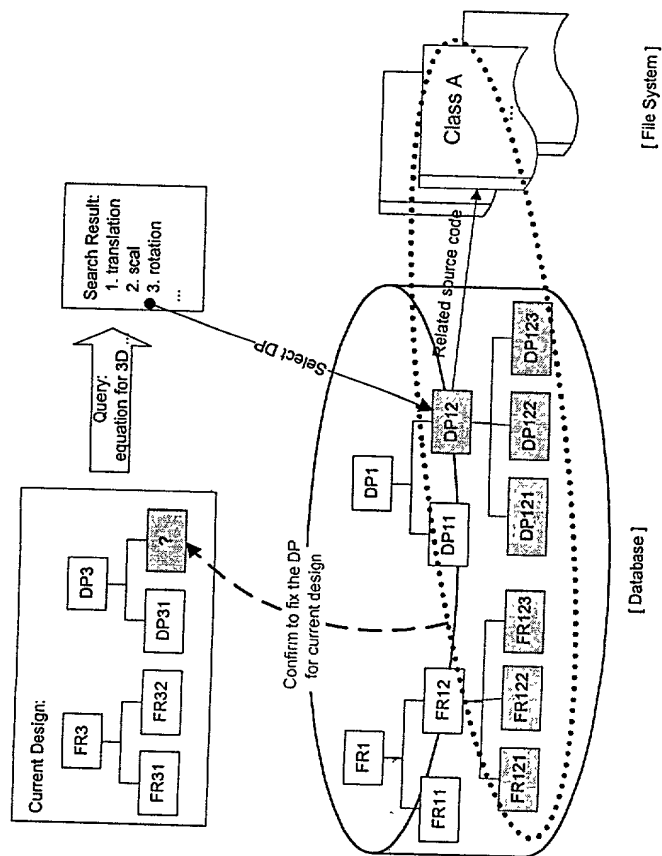 Current Design:
FR3
FR31
FR32
DP3
DP31
?
Query:
equation for 3D ...
Search Result:
1. translation
2. scal
3. rotation
...
Select DP
Confirm to fix the DP
for current design
FR1
FR11
FR12
FR121
FR122
FR123
DP1
DP11
DP12
DP121
DP122
DP123
Related source code
Class A
...
[ Database ]
[ File System ]